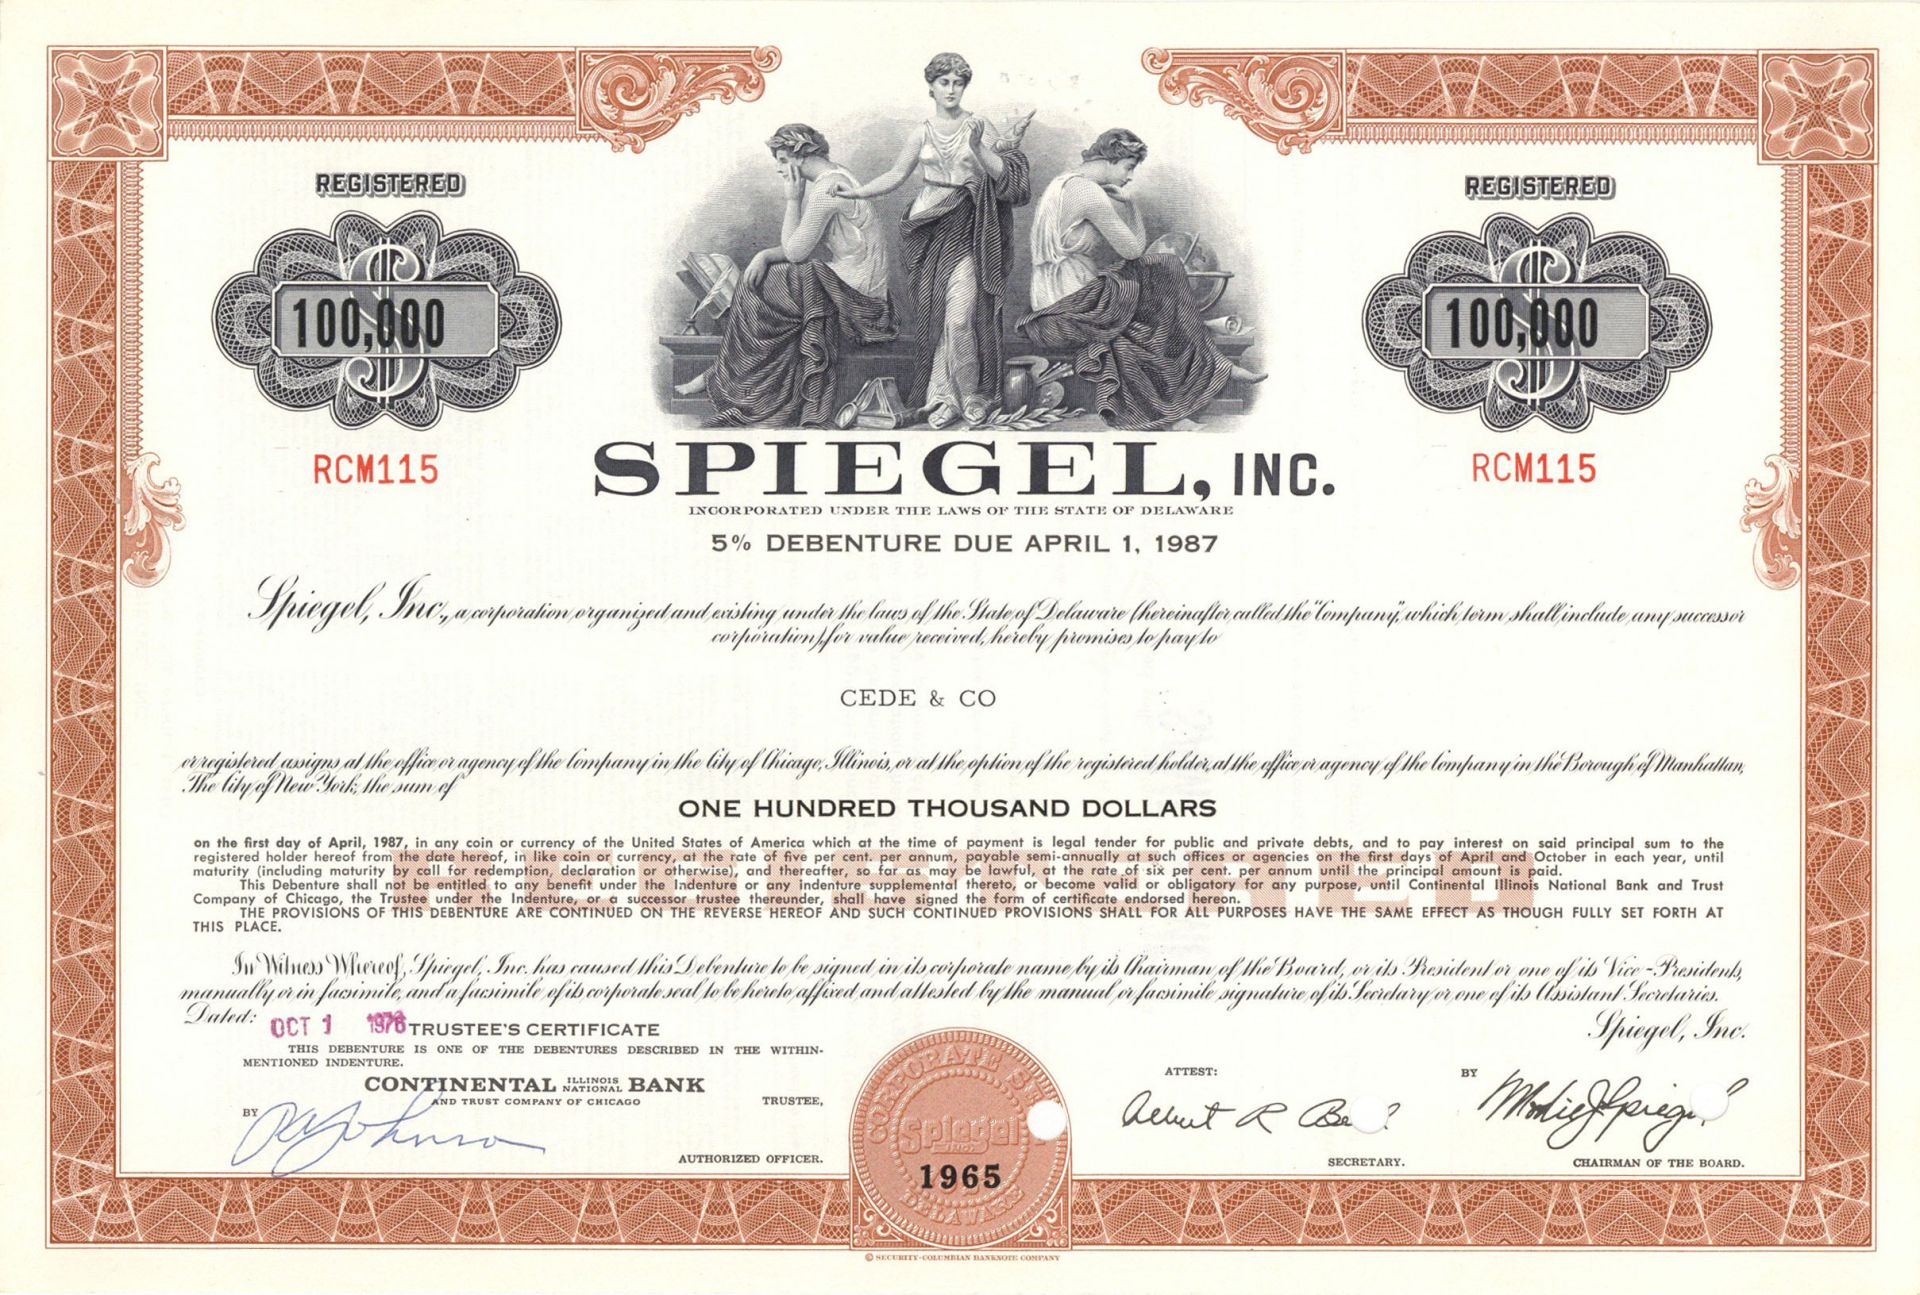 REGISTERED
REGISTERED
100,000
100,000
RCM115
RCM115
SPIEGEL, INC.
INCORPORATED UNDER THE LAWS OF THE STATE OF DELAWARE
5% DEBENTURE DUE APRIL 1, 1987
Spiegel, Inc., a corporation organized and existing under the laws of the State of Delaware (hereinafter called the "Company", which term shall include any successor
corporation), for value received, hereby promises to pay to
CEDE & CO
or registered assigns at the office or agency of the Company in the City of Chicago, Illinois, or at the option of the registered holder, at the office or agency of the Company in the Borough of Manhattan,
The City of New York, the sum of
ONE HUNDRED THOUSAND DOLLARS
on the first day of April, 1987, in any coin or currency of the United States of America which at the time of payment is legal tender for public and private debts, and to pay interest on said principal sum to the
registered holder hereof from the date hereof, in like coin or currency, at the rate of five per cent. per annum, payable semi-annually at such offices or agencies on the first days of April and October in each year, until
maturity (including maturity by call for redemption, declaration or otherwise), and thereafter, so far as may be lawful, at the rate of six per cent. per annum until the principal amount is paid.
This Debenture shall not be entitled to any benefit under the Indenture or any indenture supplemental thereto, or become valid or obligatory for any purpose, until Continental Illinois National Bank and Trust
Company of Chicago, the Trustee under the Indenture, or a successor trustee thereunder, shall have signed the form of certificate endorsed hereon.
THE PROVISIONS OF THIS DEBENTURE ARE CONTINUED ON THE REVERSE HEREOF AND SUCH CONTINUED PROVISIONS SHALL FOR ALL PURPOSES HAVE THE SAME EFFECT AS THOUGH FULLY SET FORTH AT
THIS PLACE.
REGISTERED
In Witness Whereof, Spiegel, Inc. has caused this Debenture to be signed in its corporate name by its Chairman of the Board, or its President or one of its Vice-Presidents,
manually or in facsimile, and a facsimile of its corporate seal to be hereto affixed and attested by the manual or facsimile signature of its Secretary or one of its Assistant Secretaries.
Dated: OCT 1 1976
Spiegel, Inc.
TRUSTEE'S CERTIFICATE
THIS DEBENTURE IS ONE OF THE DEBENTURES DESCRIBED IN THE WITHIN-
MENTIONED INDENTURE.
CONTINENTAL ILLINOIS NATIONAL BANK
AND TRUST COMPANY OF CHICAGO
TRUSTEE,
BY
AUTHORIZED OFFICER.
CORPORATE SE
Spiegel
INC.
1965
DELAWARE
ATTEST:
Albert R
SECRETARY.
BY
CHAIRMAN OF THE BOARD.
© SECURITY-COLUMBIAN BANKNOTE COMPANY